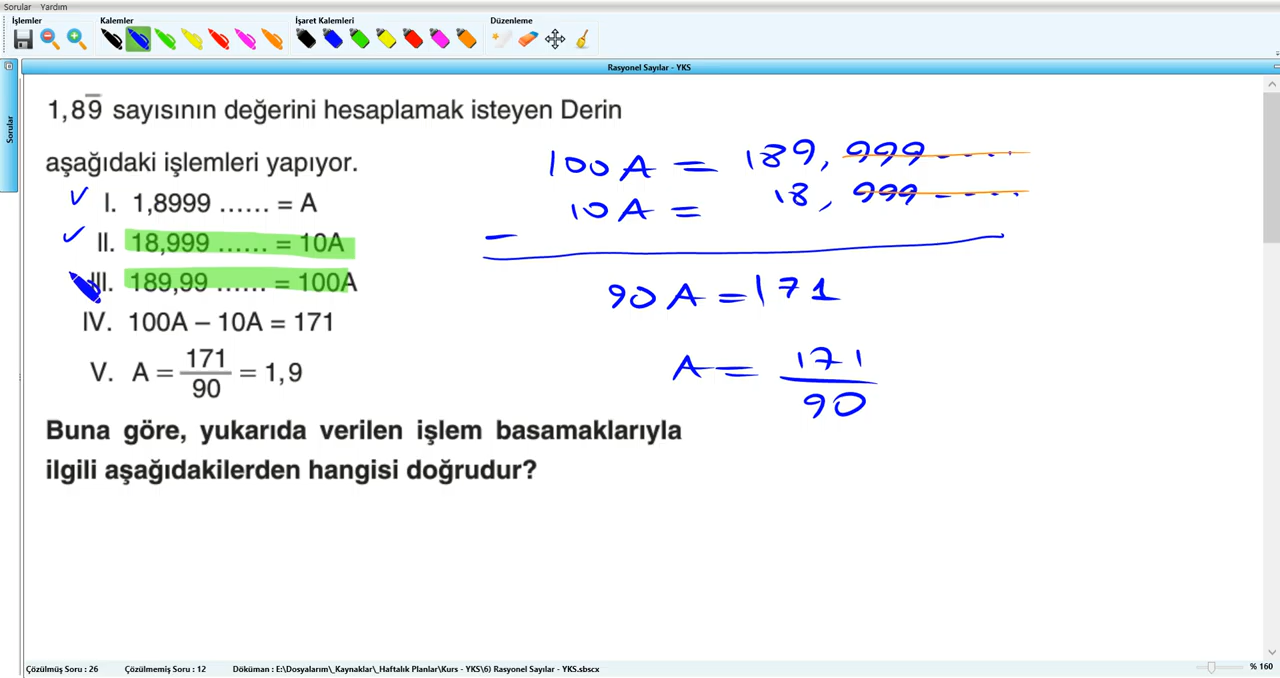 Sorular Yardım
İşlemler Kalemler İşaret Kalemleri Düzenleme
Rasyonel Sayılar - YKS
Sorular
1,89̅ sayısının değerini hesaplamak isteyen Derin
aşağıdaki işlemleri yapıyor.
I. 1,8999 ...... = A
II. 18,999 ...... = 10A
III. 189,99 ...... = 100A
IV. 100A – 10A = 171
V. A = 171/90 = 1,9
Buna göre, yukarıda verilen işlem basamaklarıyla
ilgili aşağıdakilerden hangisi doğrudur?
100A = 189,999.....
10A = 18,999.....
–
90A = 171
A = 171/90
Çözülmüş Soru : 26 Çözülmemiş Soru : 12 Döküman : E:\Dosyalarım\_Kaynaklar\_Haftalık Planlar\Kurs - YKS\6) Rasyonel Sayılar - YKS.sbscx % 160